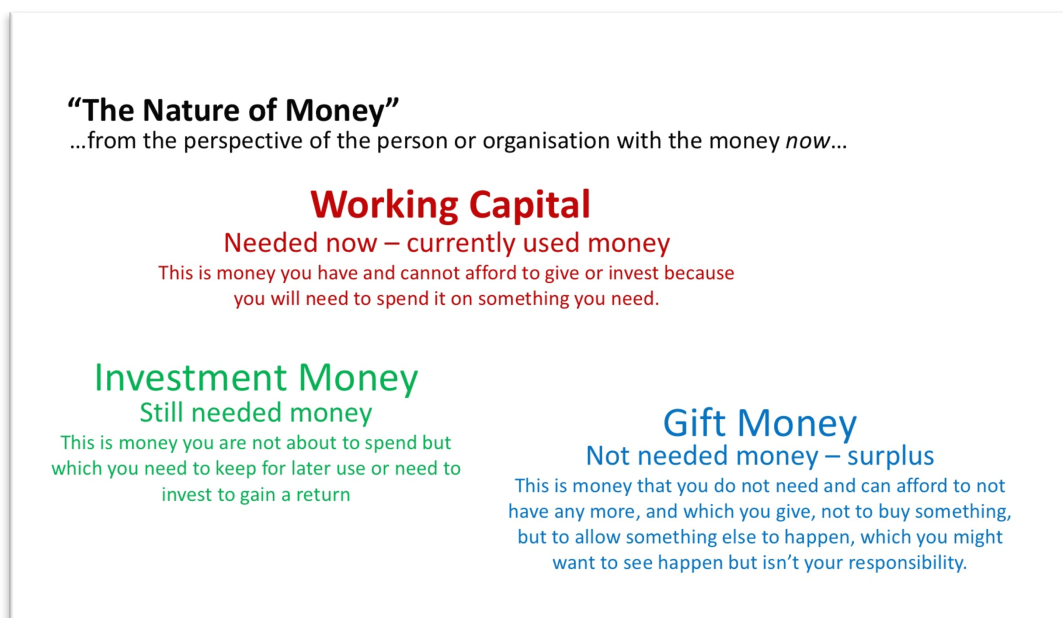 “The Nature of Money”
...from the perspective of the person or organisation with the money now...
Working Capital
Needed now – currently used money
This is money you have and cannot afford to give or invest because
you will need to spend it on something you need.
Investment Money
Still needed money
This is money you are not about to spend but
which you need to keep for later use or need to
invest to gain a return
Gift Money
Not needed money – surplus
This is money that you do not need and can afford to not
have any more, and which you give, not to buy something,
but to allow something else to happen, which you might
want to see happen but isn’t your responsibility.